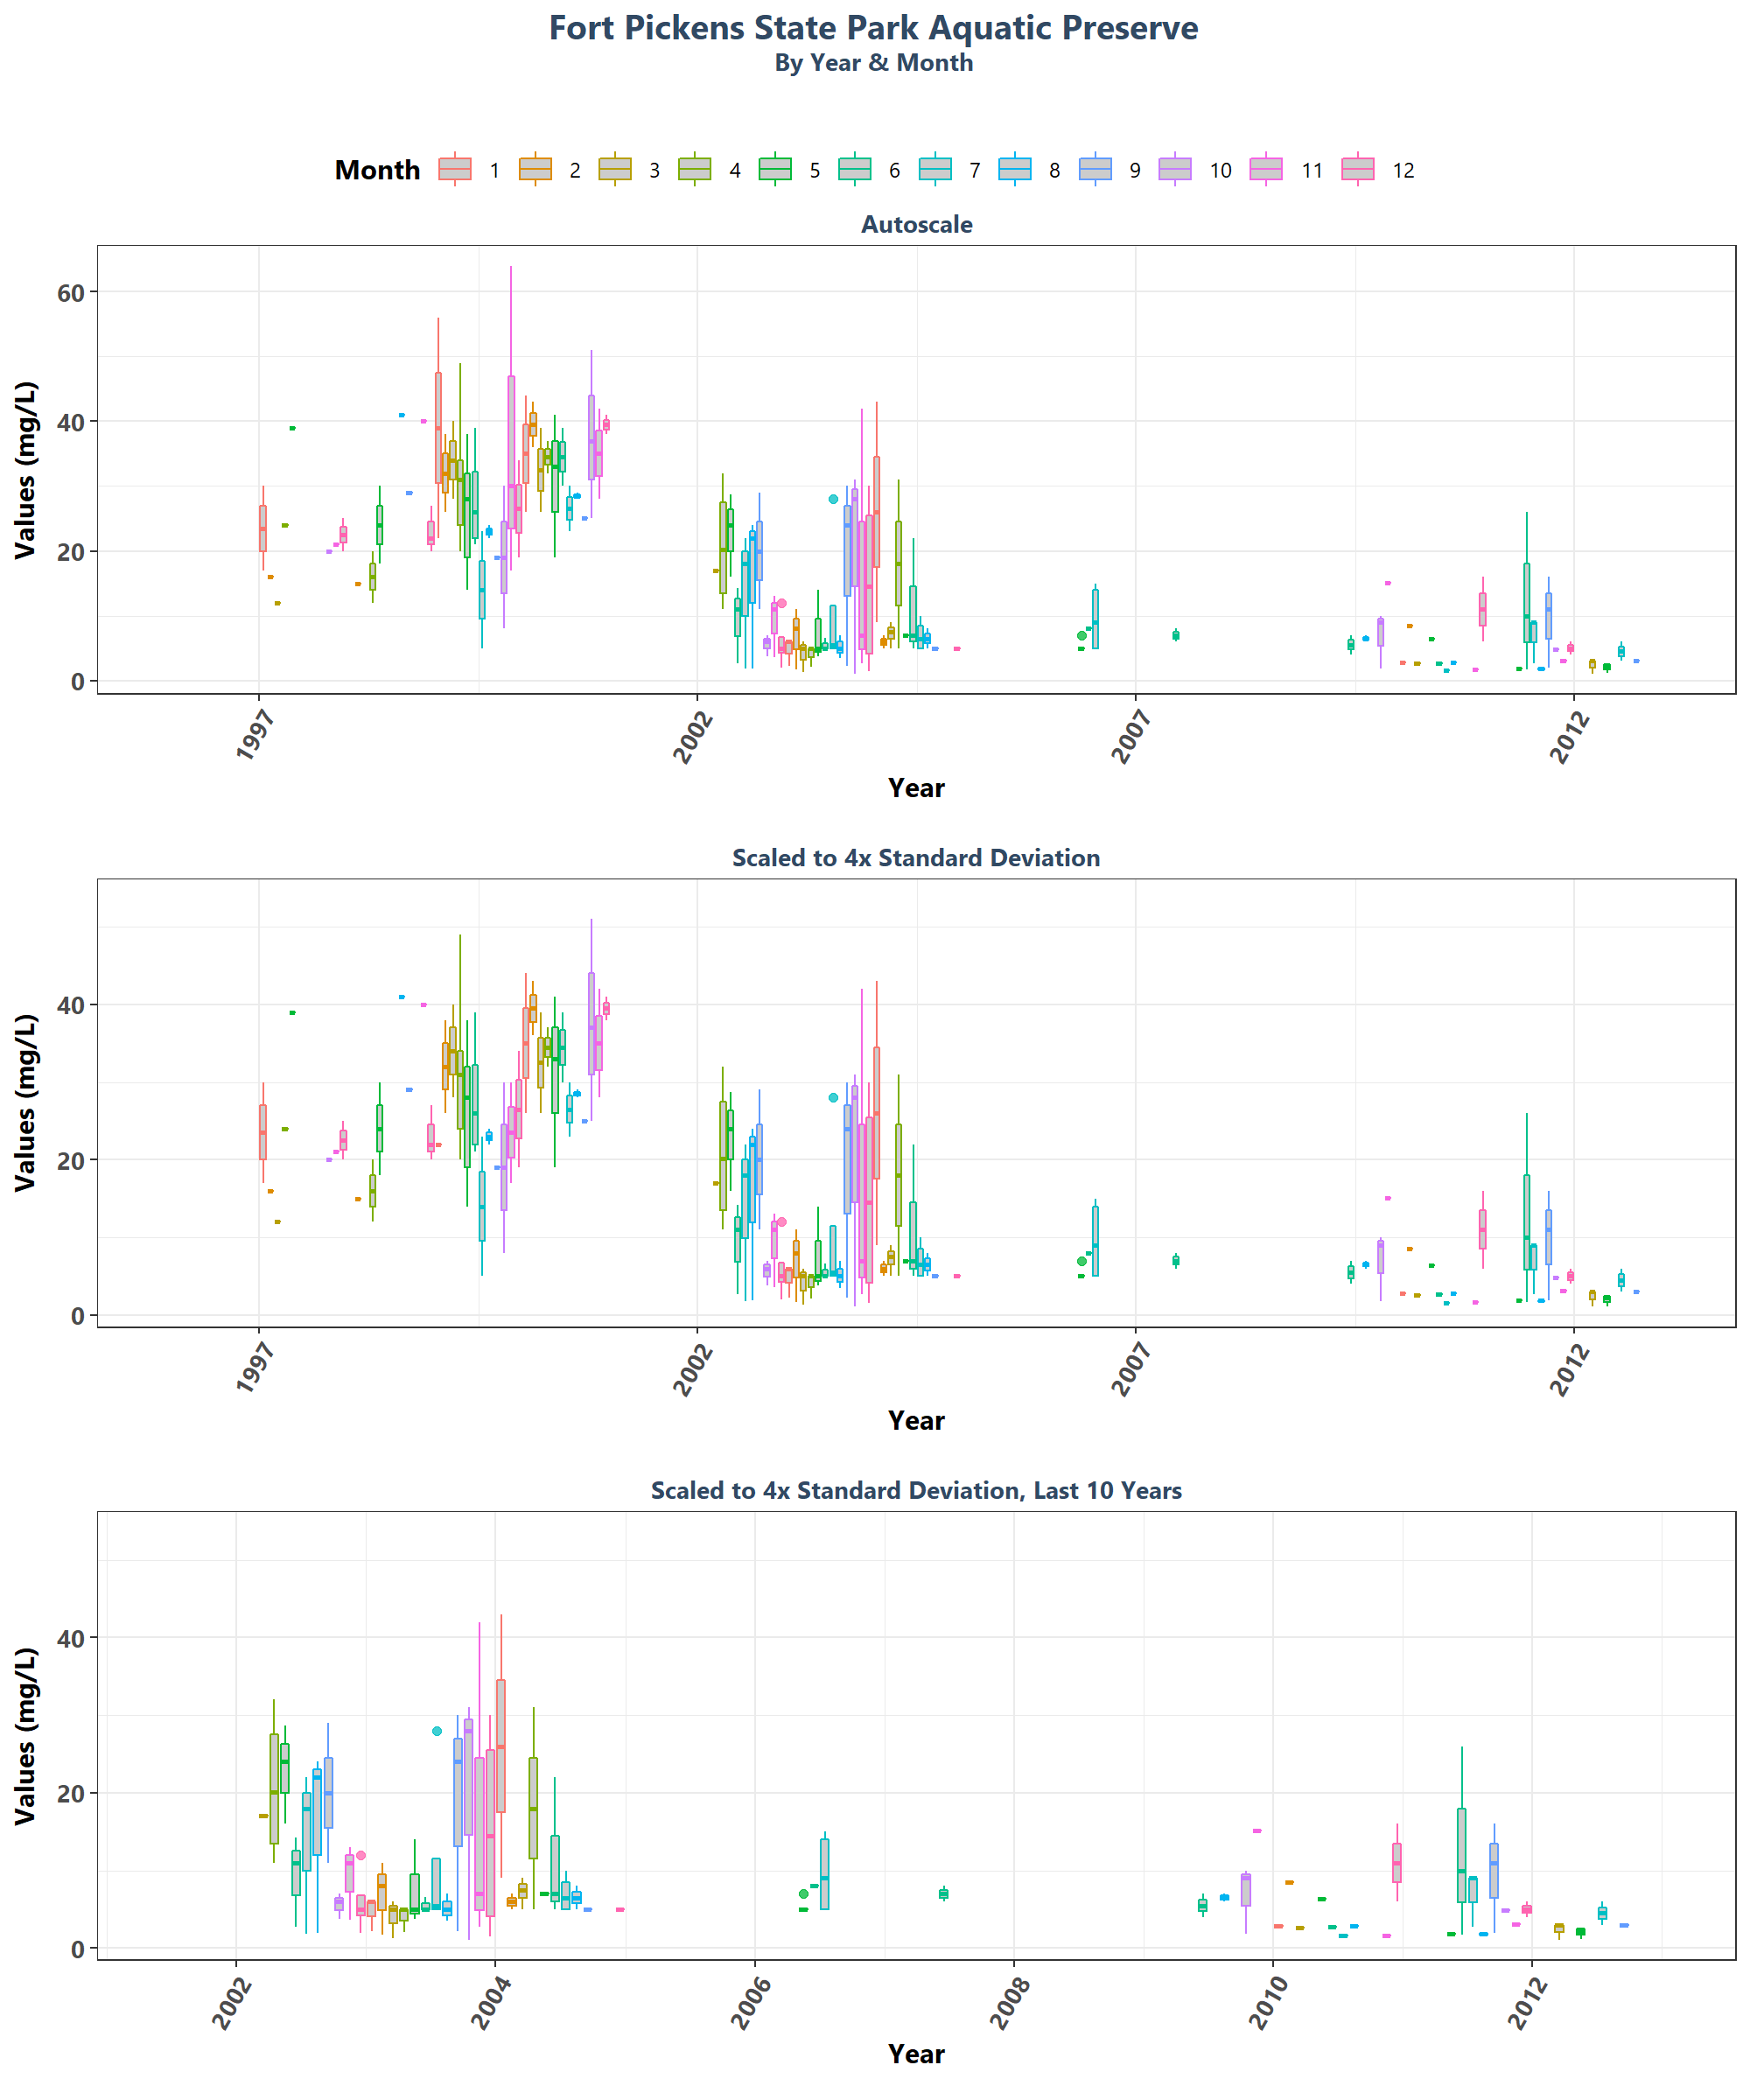 Fort Pickens State Park Aquatic Preserve
By Year & Month
Month 1 2 3 4 5 6 7 8 9 10 11 12
Autoscale
Values (mg/L)
60
40
20
0
1997 2002 2007 2012
Year
Scaled to 4x Standard Deviation
Values (mg/L)
40
20
0
1997 2002 2007 2012
Year
Scaled to 4x Standard Deviation, Last 10 Years
Values (mg/L)
40
20
0
2002 2004 2006 2008 2010 2012
Year